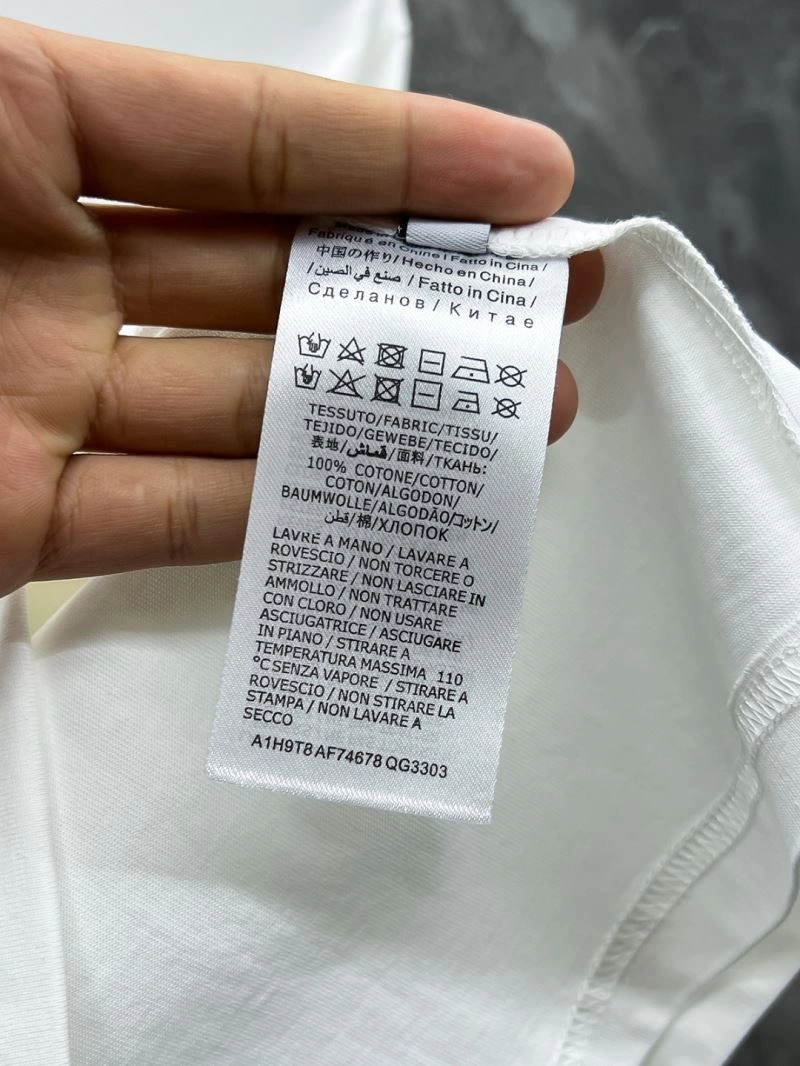 Fabriqué en Chine / Fatto in Cina /
中国の作り / Hecho en China /
/ صنع في الصين / Fatto in Cina /
Сделанов / Китае
TESSUTO/FABRIC/TISSU/
TEJIDO/GEWEBE/TECIDO/
表地/قماش/面料/ТКАНЬ:
100% COTONE/COTTON/
COTON/ALGODON/
BAUMWOLLE/ALGODÃO/コットン/
قطن/棉/ХЛОПОК
LAVRE A MANO / LAVARE A
ROVESCIO / NON TORCERE O
STRIZZARE / NON LASCIARE IN
AMMOLLO / NON TRATTARE
CON CLORO / NON USARE
ASCIUGATRICE / ASCIUGARE
IN PIANO / STIRARE A
TEMPERATURA MASSIMA 110
°C SENZA VAPORE / STIRARE A
ROVESCIO / NON STIRARE LA
STAMPA / NON LAVARE A
SECCO
A1H9T8 AF74678 QG3303